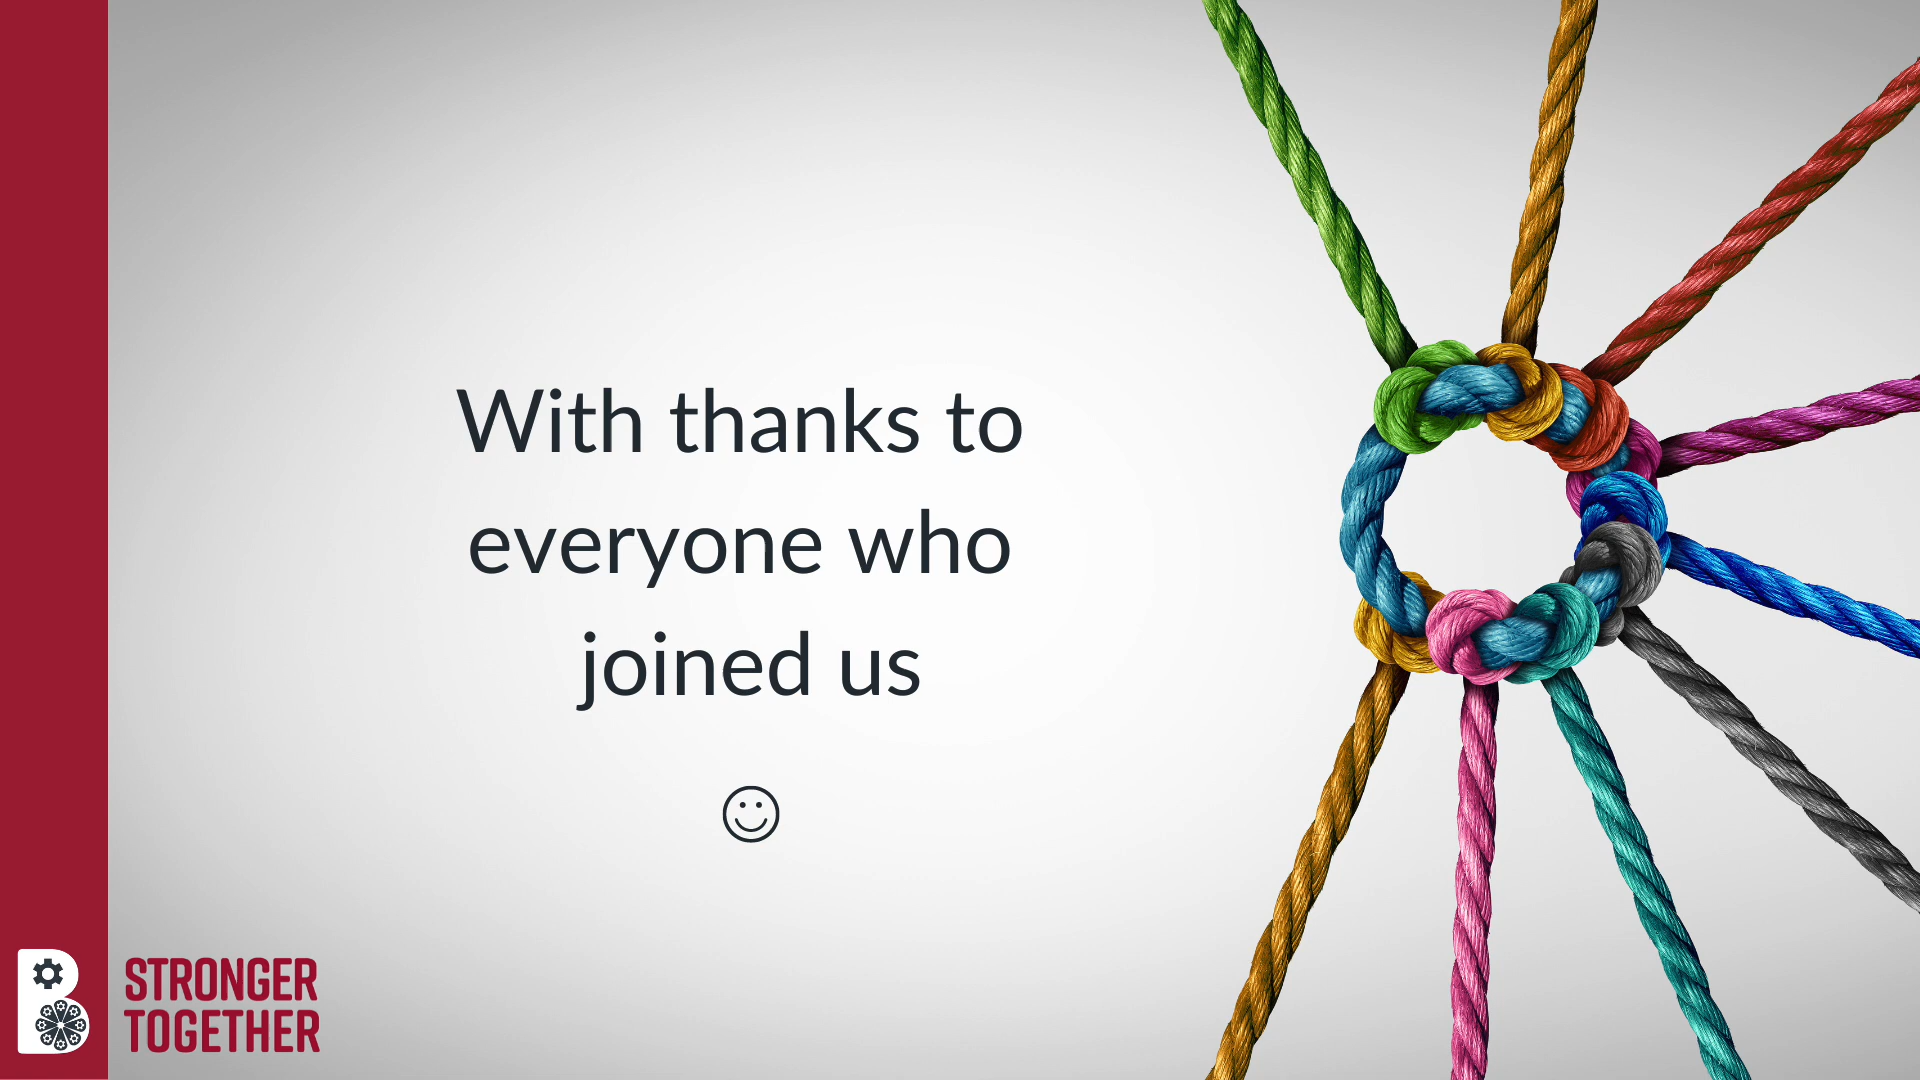 With thanks to
everyone who
joined us
☺
B
STRONGER
TOGETHER